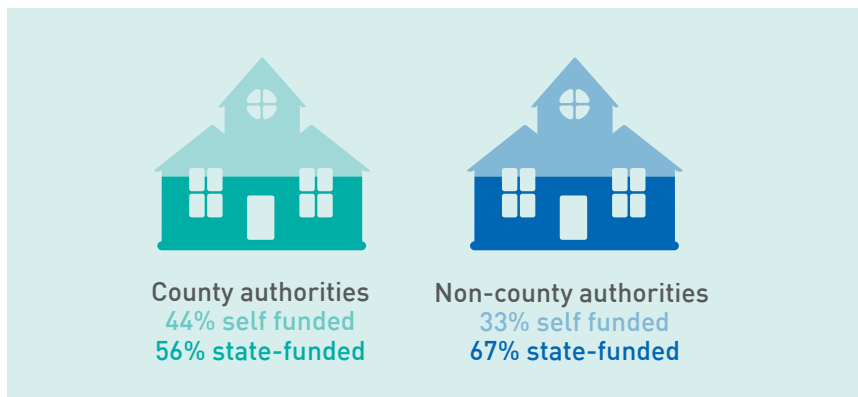 County authorities
44% self funded
56% state-funded
Non-county authorities
33% self funded
67% state-funded